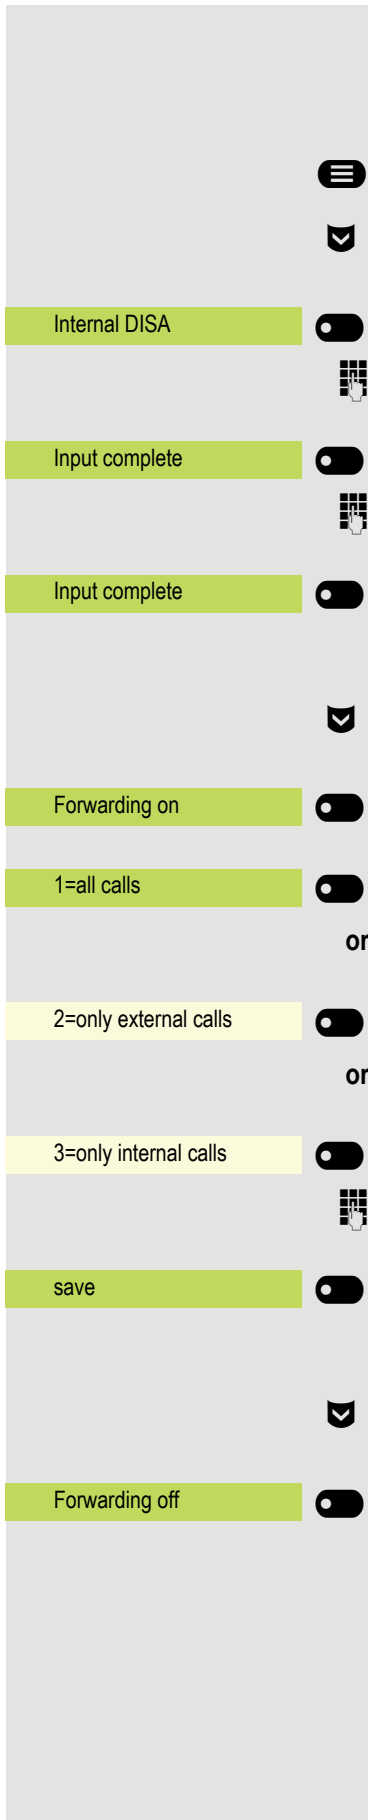 Internal DISA
Input complete
Input complete
Forwarding on
1=all calls
or
2=only external calls
or
3=only internal calls
save
Forwarding off